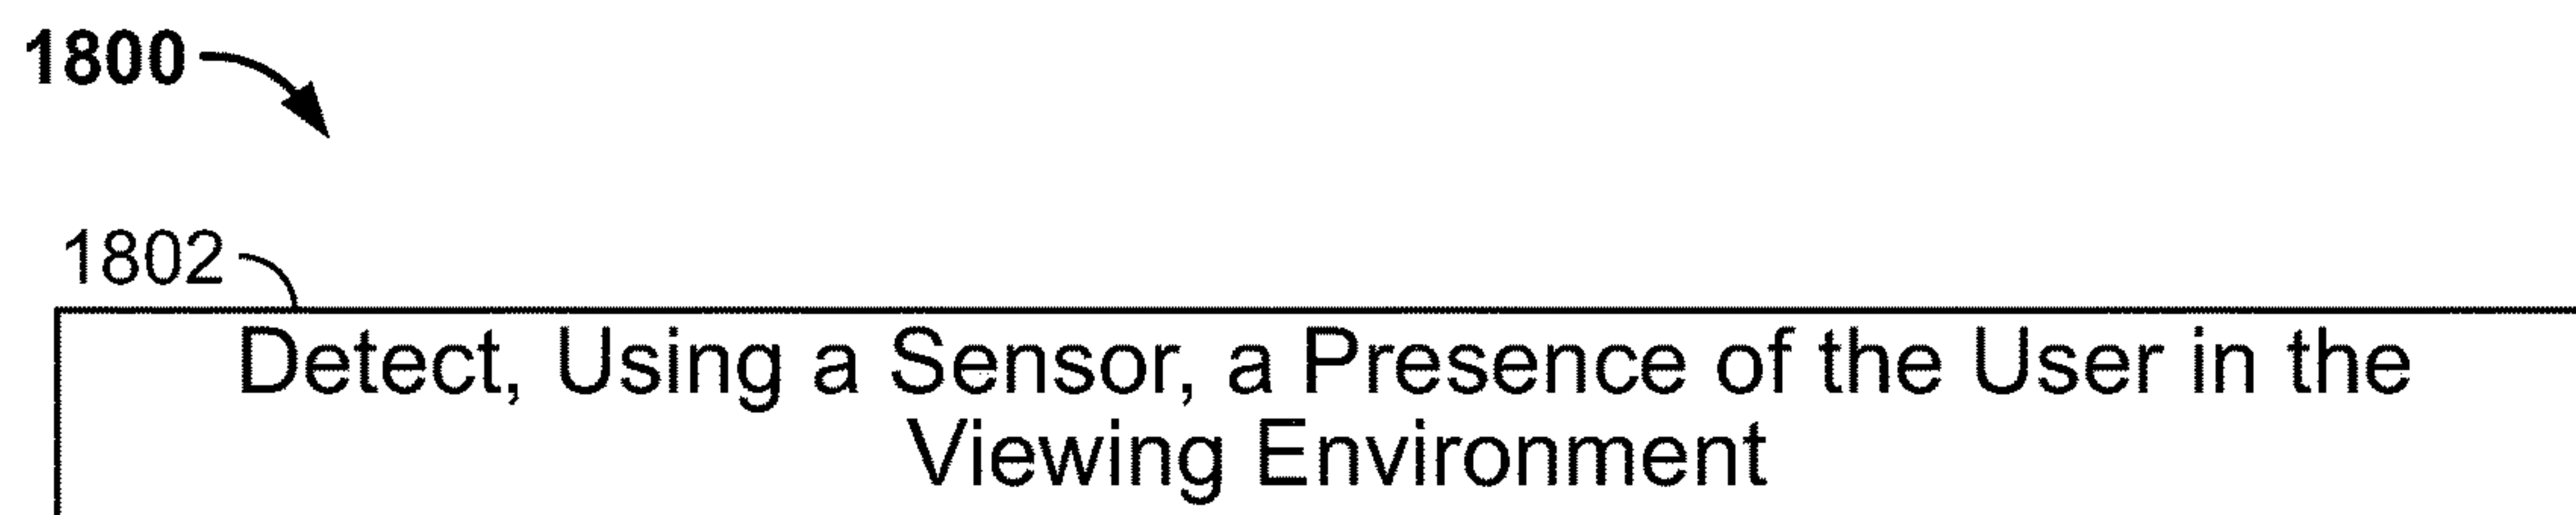 1800
1802
Detect, Using a Sensor, a Presence of the User in the
Viewing Environment